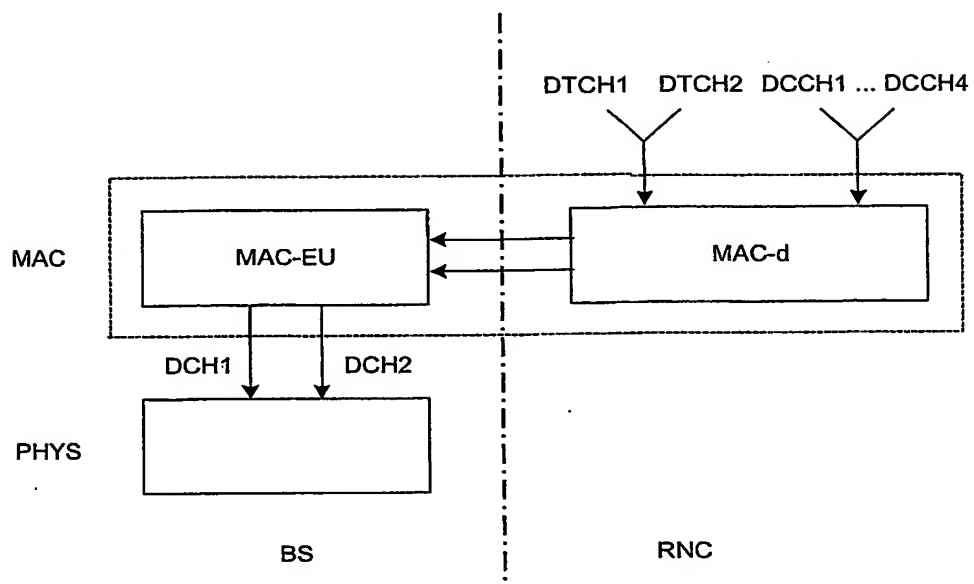 DTCH1 DTCH2 DCCH1 ... DCCH4
MAC MAC-EU MAC-d
DCH1 DCH2
PHYS
BS RNC